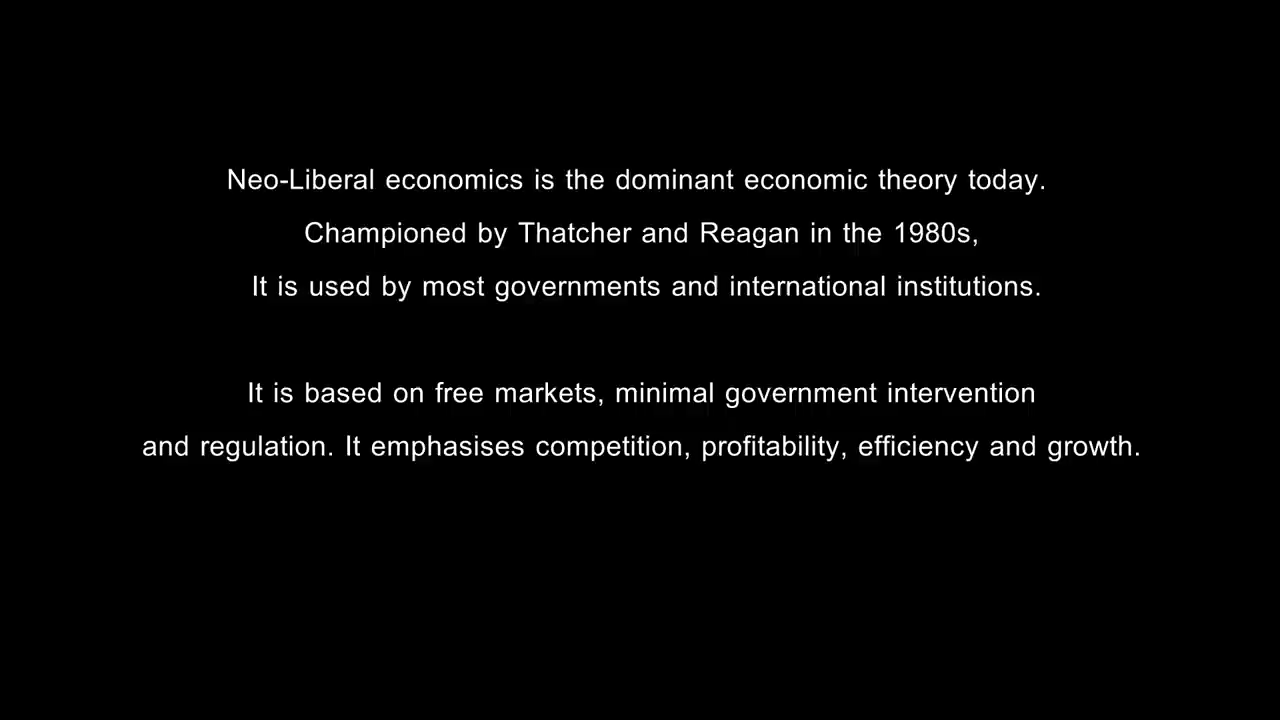 Neo-Liberal economics is the dominant economic theory today.
Championed by Thatcher and Reagan in the 1980s,
It is used by most governments and international institutions.
It is based on free markets, minimal government intervention
and regulation. It emphasises competition, profitability, efficiency and growth.